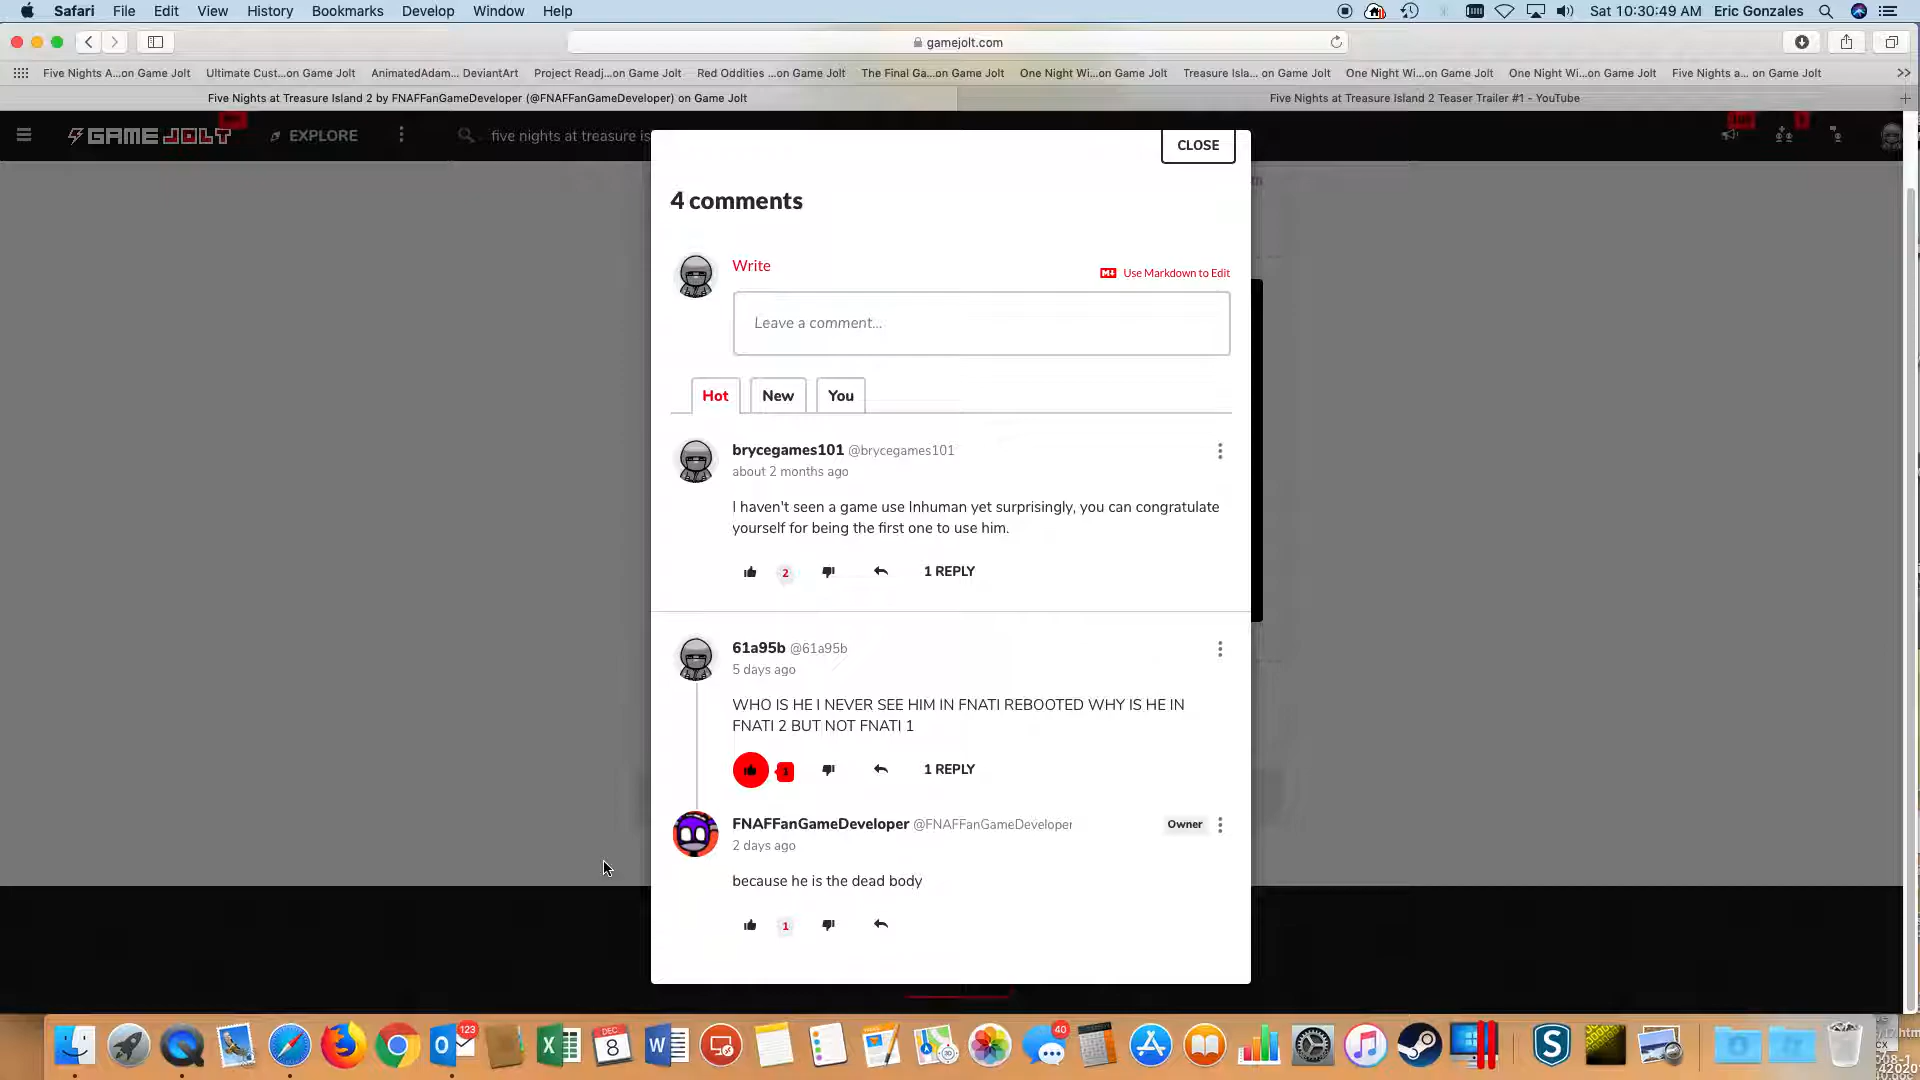 Safari File Edit View History Bookmarks Develop Window Help Sat 10:30:49 AM Eric Gonzales
gamejolt.com
Five Nights A...on Game Jolt Ultimate Cust...on Game Jolt AnimatedAdam... DeviantArt Project Readj...on Game Jolt Red Oddities ...on Game Jolt The Final Ga...on Game Jolt One Night Wi...on Game Jolt Treasure Isla... on Game Jolt One Night Wi...on Game Jolt One Night Wi...on Game Jolt Five Nights a... on Game Jolt
Five Nights at Treasure Island 2 by FNAFFanGameDeveloper (@FNAFFanGameDeveloper) on Game Jolt Five Nights at Treasure Island 2 Teaser Trailer #1 - YouTube
GAME JOLT EXPLORE five nights at treasure is
CLOSE
4 comments
Write Use Markdown to Edit
Leave a comment...
Hot New You
brycegames101 @brycegames101
about 2 months ago
I haven't seen a game use Inhuman yet surprisingly, you can congratulate
yourself for being the first one to use him.
2 1 REPLY
61a95b @61a95b
5 days ago
WHO IS HE I NEVER SEE HIM IN FNATI REBOOTED WHY IS HE IN
FNATI 2 BUT NOT FNATI 1
1 REPLY
FNAFFanGameDeveloper @FNAFFanGameDeveloper Owner
2 days ago
because he is the dead body
1
123 DEC 8 40